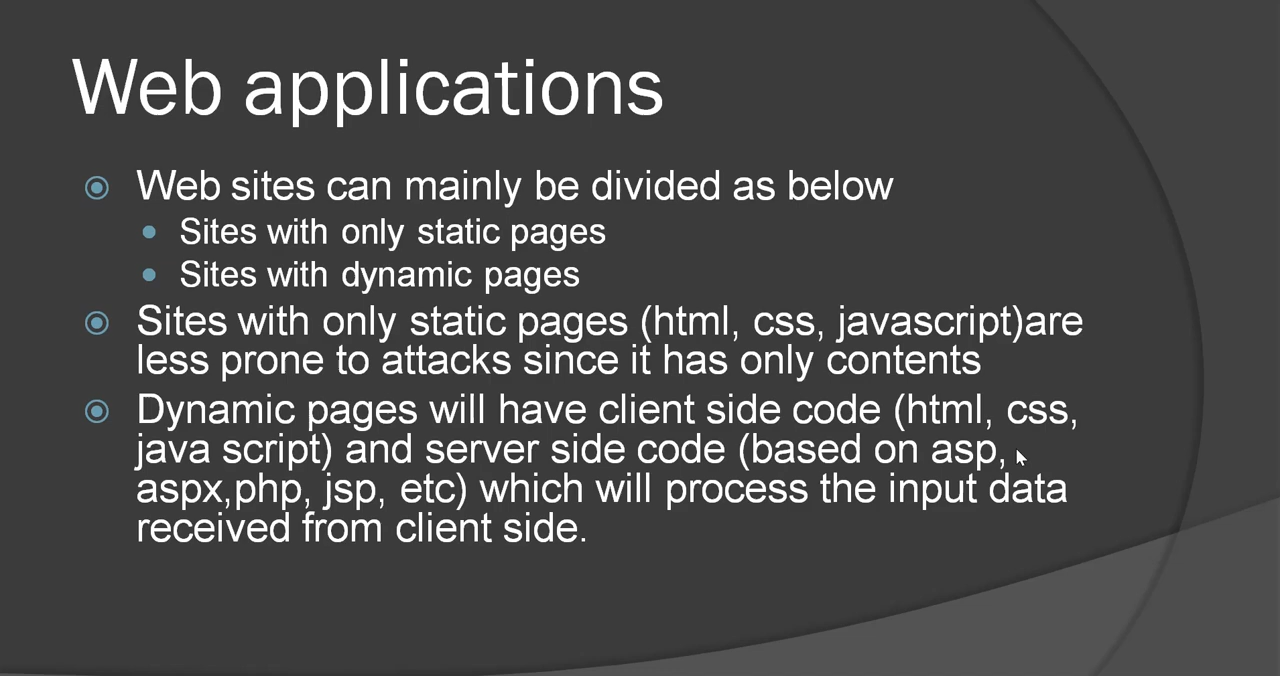 Web applications
Web sites can mainly be divided as below
Sites with only static pages
Sites with dynamic pages
Sites with only static pages (html, css, javascript)are
less prone to attacks since it has only contents
Dynamic pages will have client side code (html, css,
java script) and server side code (based on asp,
aspx,php, jsp, etc) which will process the input data
received from client side.